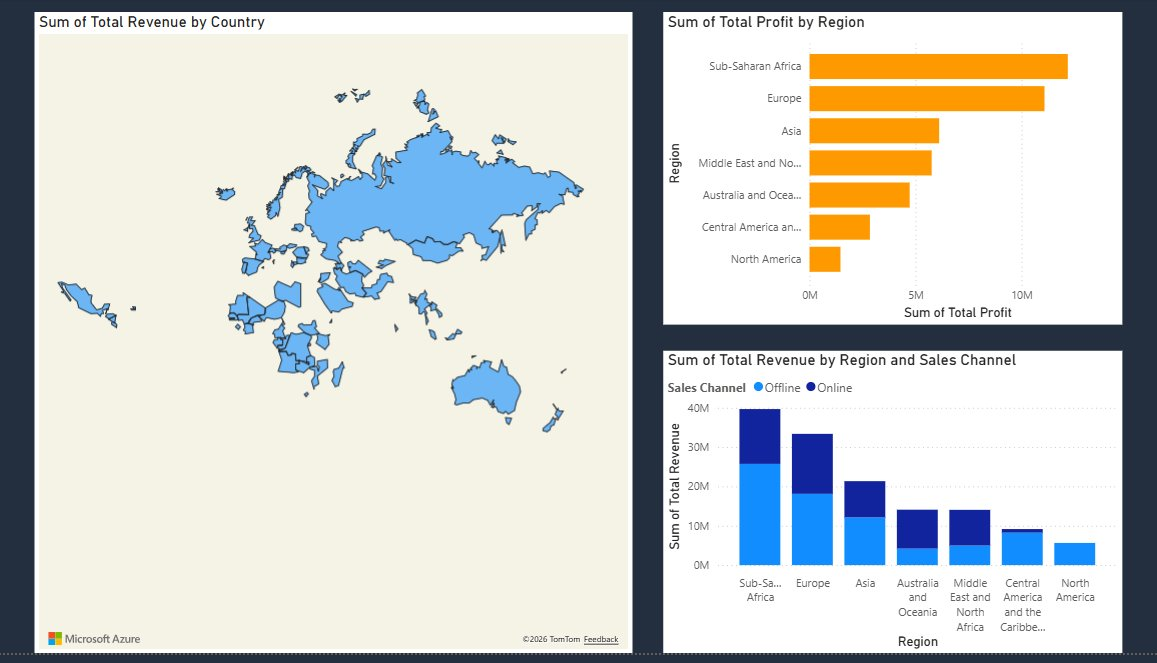 Sum of Total Revenue by Country
Microsoft Azure
©2026 TomTom Feedback
Sum of Total Profit by Region
Region
Sub-Saharan Africa
Europe
Asia
Middle East and No...
Australia and Ocea...
Central America an...
North America
0M 5M 10M
Sum of Total Profit
Sum of Total Revenue by Region and Sales Channel
Sales Channel Offline Online
Sum of Total Revenue
40M
30M
20M
10M
0M
Sub-Sa...
Africa
Europe
Asia
Australia
and
Oceania
Middle
East and
North
Africa
Central
America
and the
Caribbe...
North
America
Region